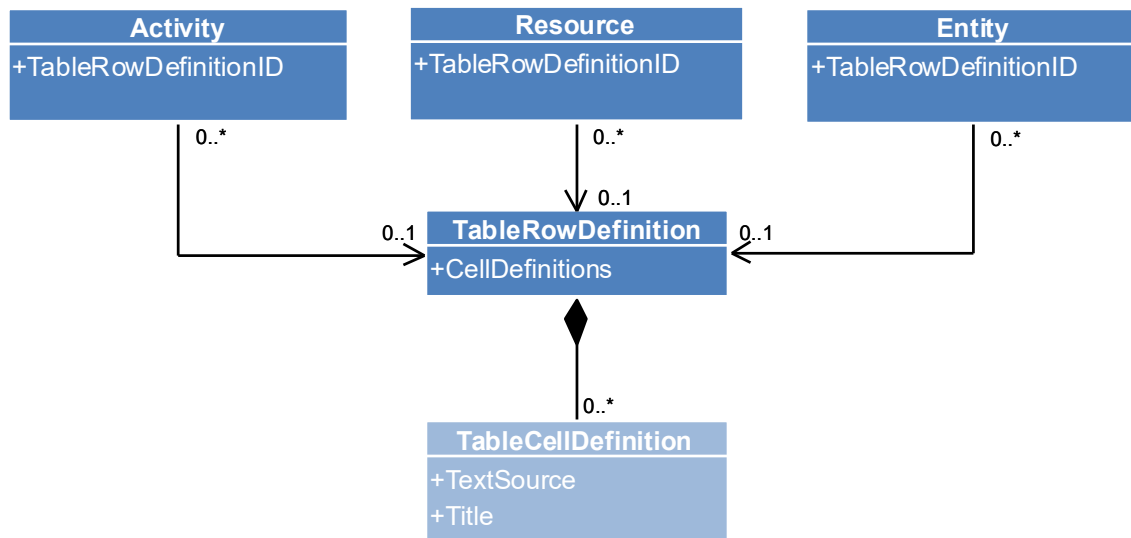 Activity
+TableRowDefinitionID
Resource
+TableRowDefinitionID
Entity
+TableRowDefinitionID
0..*
0..*
0..*
0..1
0..1
0..1
TableRowDefinition
+CellDefinitions
0..*
TableCellDefinition
+TextSource
+Title